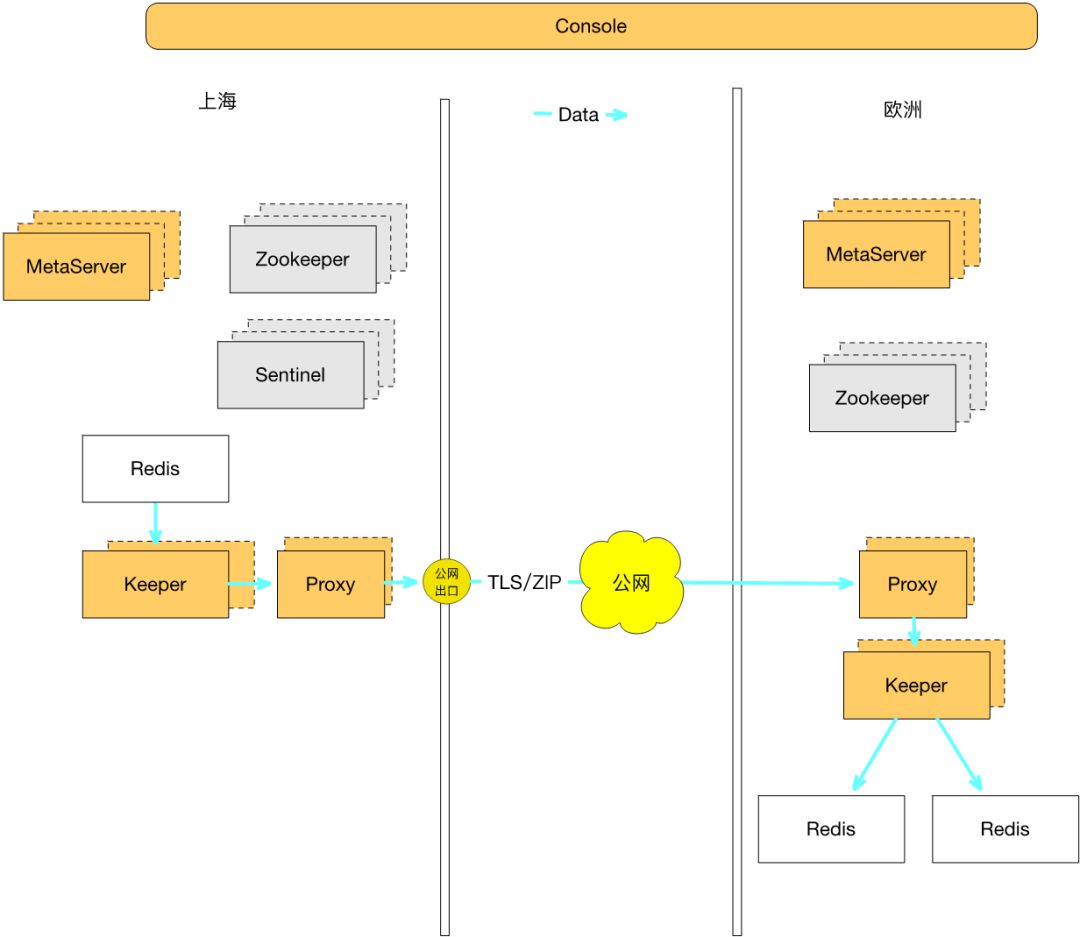 Console
上海
Data
欧洲
MetaServer
Zookeeper
MetaServer
Sentinel
Zookeeper
Redis
Keeper
Proxy
公网
出口
TLS/ZIP
公网
Proxy
Keeper
Redis
Redis